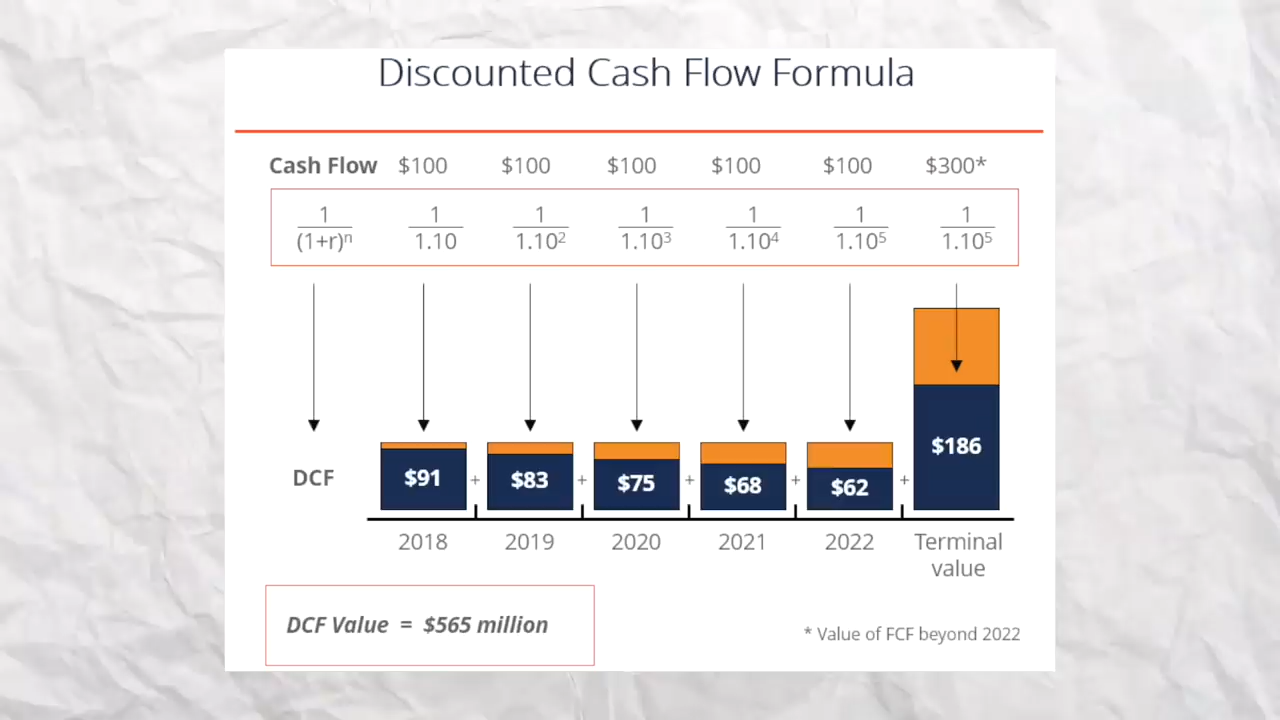 Discounted Cash Flow Formula
Cash Flow $100 $100 $100 $100 $100 $300*
1 1 1 1 1 1 1
(1+r)ⁿ 1.10 1.10² 1.10³ 1.10⁴ 1.10⁵ 1.10⁵
DCF $91 + $83 + $75 + $68 + $62 + $186
2018 2019 2020 2021 2022 Terminal
value
DCF Value = $565 million
* Value of FCF beyond 2022